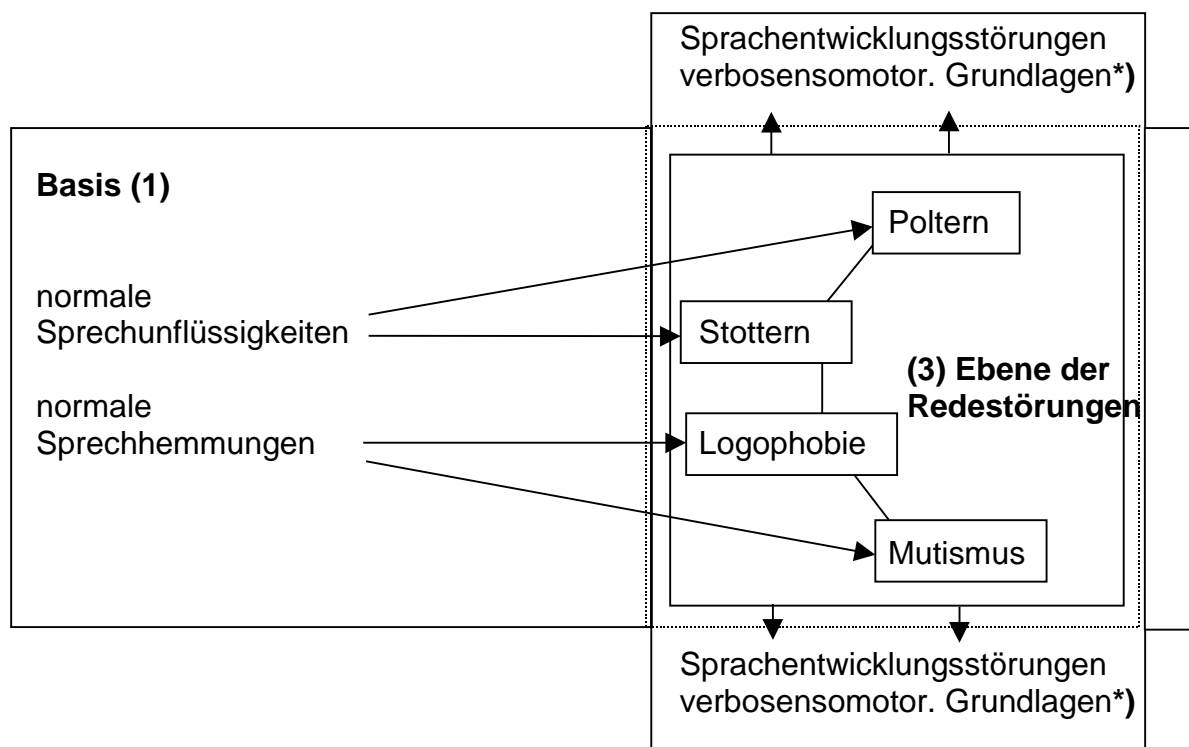 Sprachentwicklungsstörungen
verbosensomotor. Grundlagen*)
Basis (1)
Poltern
normale
Sprechunflüssigkeiten
Stottern
(3) Ebene der
Redestörungen
normale
Sprechhemmungen
Logophobie
Mutismus
Sprachentwicklungsstörungen
verbosensomotor. Grundlagen*)